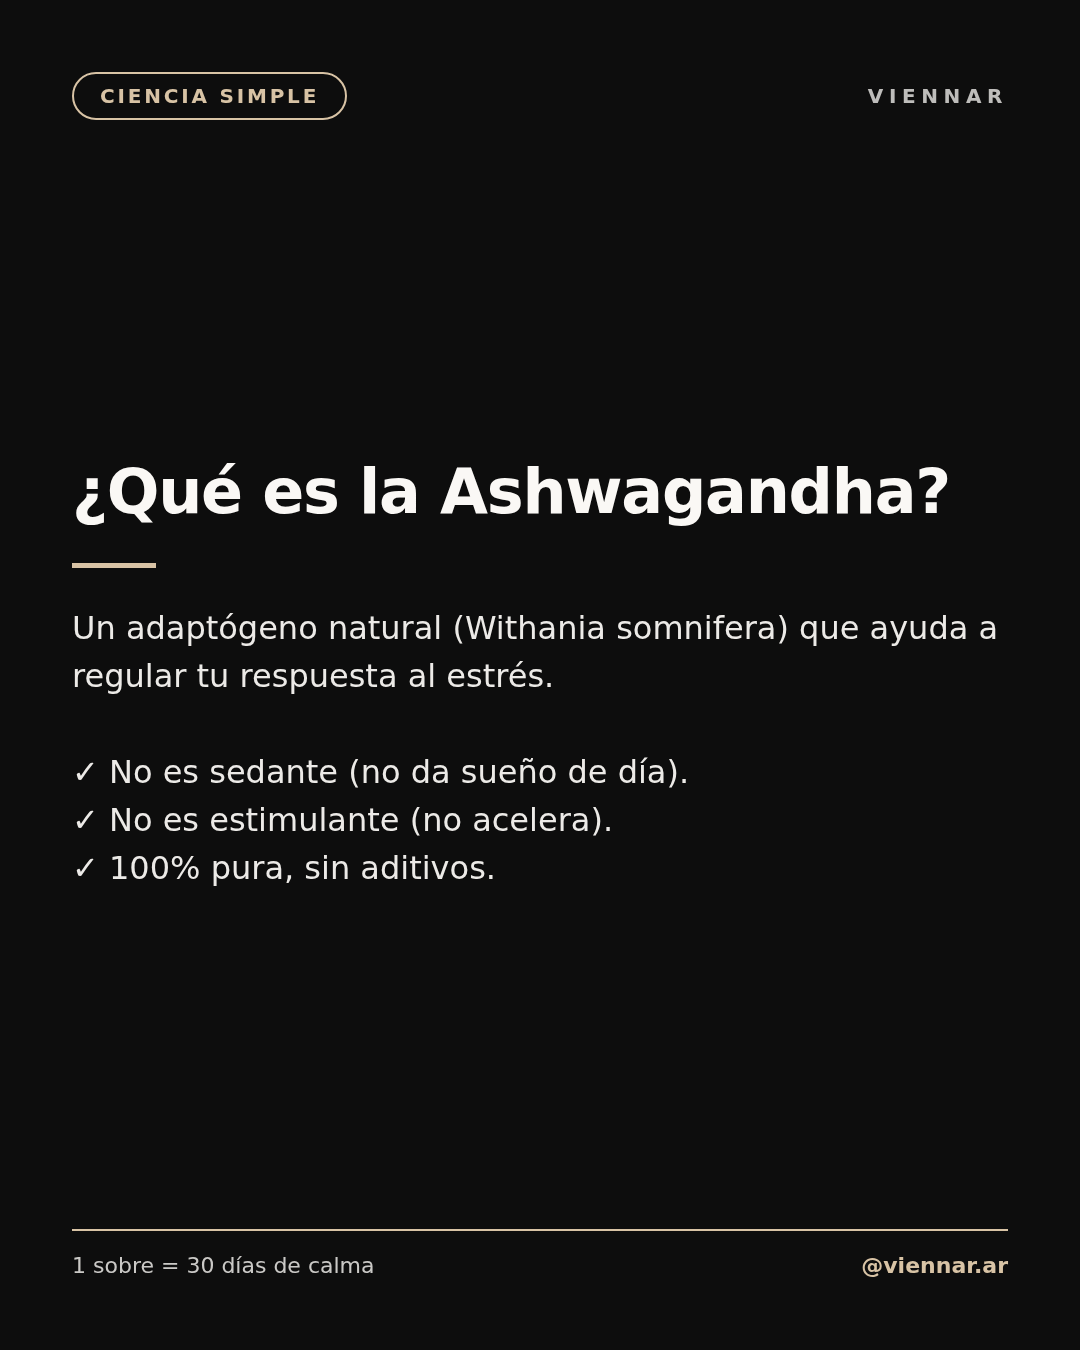 CIENCIA SIMPLE
VIENNAR
¿Qué es la Ashwagandha?
Un adaptógeno natural (Withania somnifera) que ayuda a
regular tu respuesta al estrés.
✓ No es sedante (no da sueño de día).
✓ No es estimulante (no acelera).
✓ 100% pura, sin aditivos.
1 sobre = 30 días de calma
@viennar.ar